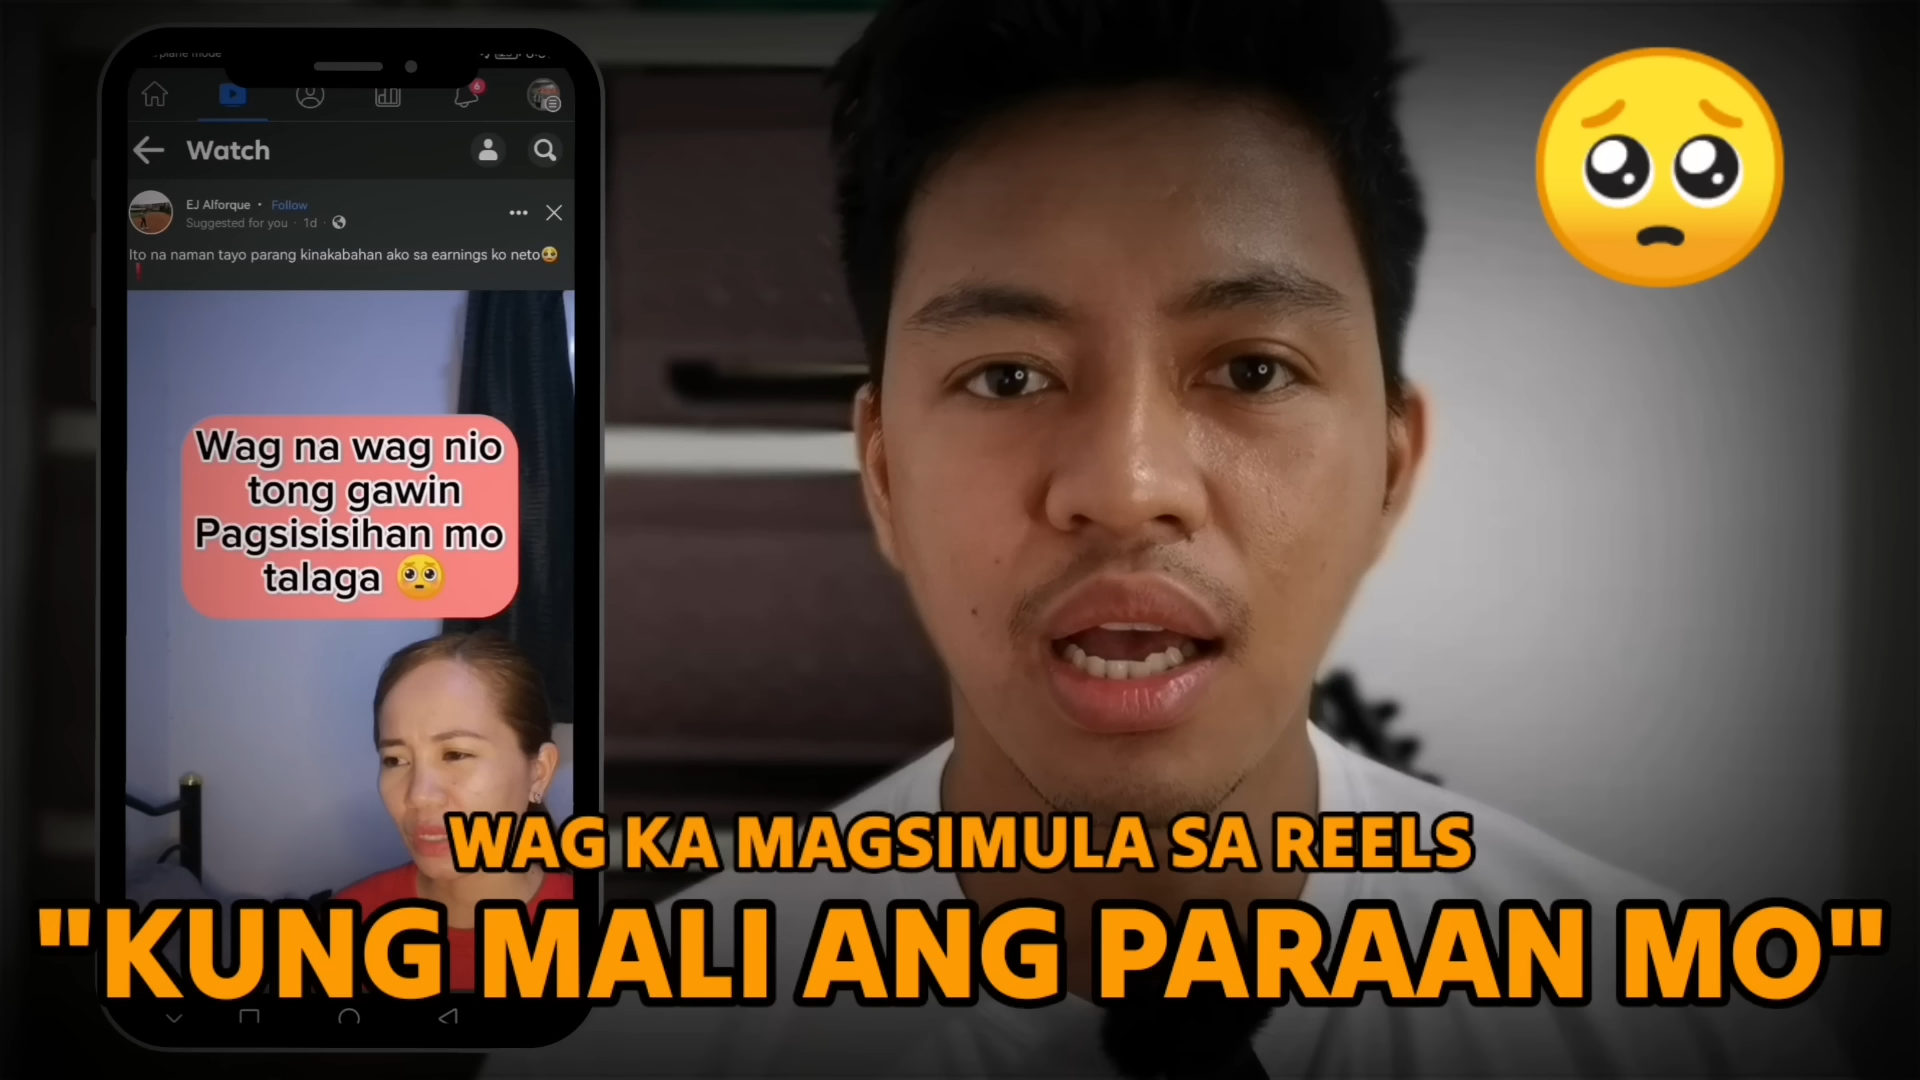 Watch
6
EJ Alforque · Follow
Suggested for you · 1d
Ito na naman tayo parang kinakabahan ako sa earnings ko neto🥺
❗
Wag na wag nio
tong gawin
Pagsisisihan mo
talaga 🥺
WAG KA MAGSIMULA SA REELS
"KUNG MALI ANG PARAAN MO"